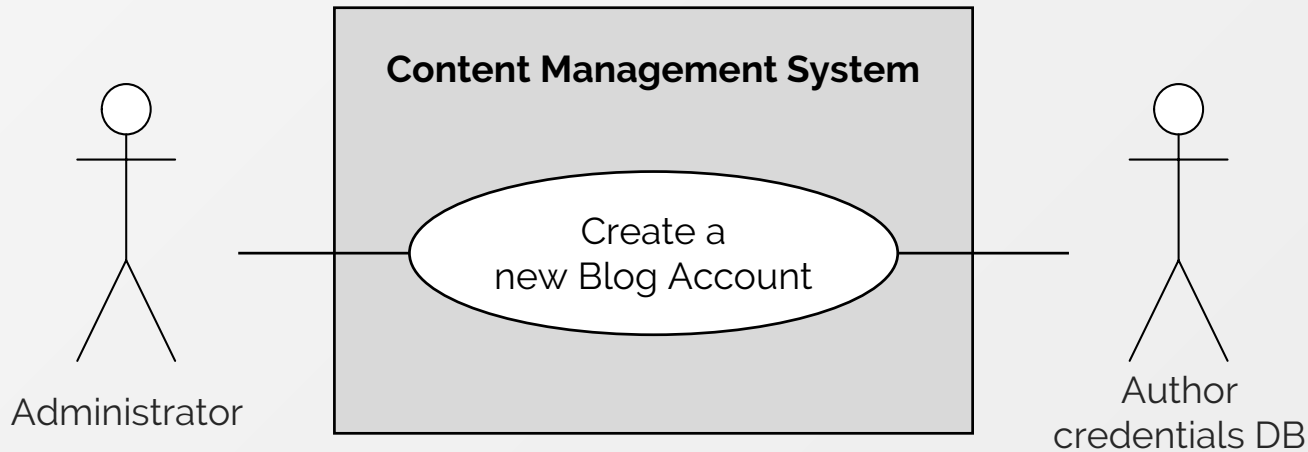 Content Management System
Create a
new Blog Account
Administrator
Author
credentials DB